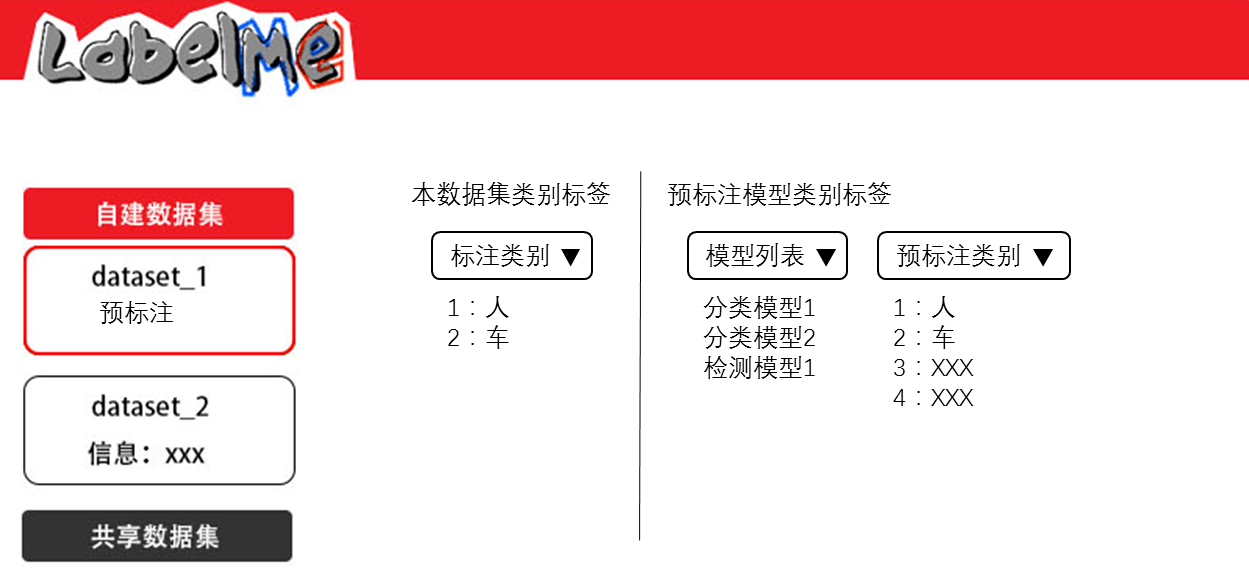 LabelMe
自建数据集
dataset_1
预标注
dataset_2
信息：xxx
共享数据集
本数据集类别标签
标注类别 ▼
1：人
2：车
预标注模型类别标签
模型列表 ▼
分类模型1
分类模型2
检测模型1
预标注类别 ▼
1：人
2：车
3：XXX
4：XXX